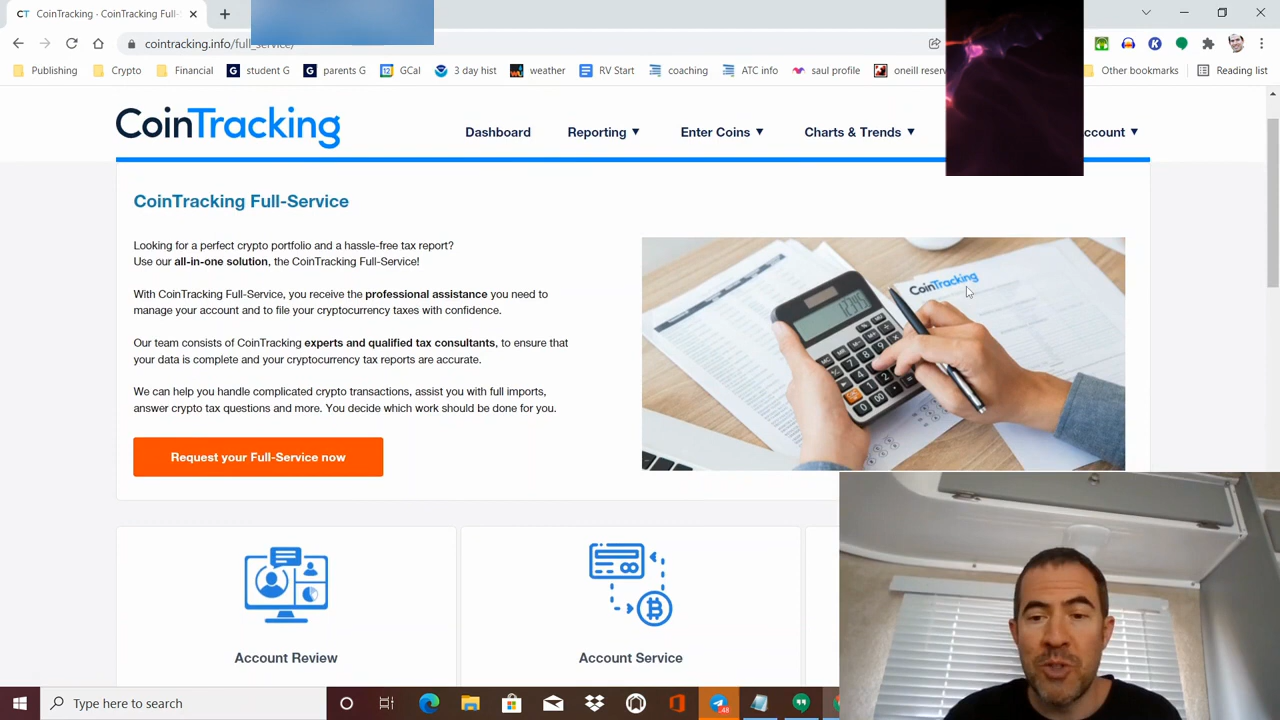 CoinTracking · CoinTracking Full-
cointracking.info/full_service/
Publishing Crypto Financial student G parents G GCal 3 day hist weather RV Start coaching ATC info saul profile oneill reserv Other bookmarks Reading list
CoinTracking Dashboard Reporting ▼ Enter Coins ▼ Charts & Trends ▼ ccount ▼
CoinTracking Full-Service
Looking for a perfect crypto portfolio and a hassle-free tax report?
Use our all-in-one solution, the CoinTracking Full-Service!
With CoinTracking Full-Service, you receive the professional assistance you need to
manage your account and to file your cryptocurrency taxes with confidence.
Our team consists of CoinTracking experts and qualified tax consultants, to ensure that
your data is complete and your cryptocurrency tax reports are accurate.
We can help you handle complicated crypto transactions, assist you with full imports,
answer crypto tax questions and more. You decide which work should be done for you.
Request your Full-Service now
CoinTracking
Account Review
Account Service
Type here to search